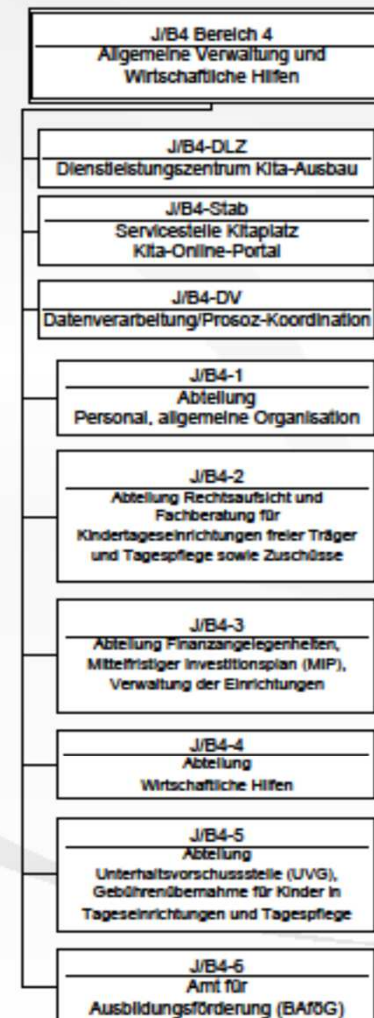 J/B4 Bereich 4
Allgemeine Verwaltung und
Wirtschaftliche Hilfen
J/B4-DLZ
Dienstleistungszentrum Kita-Ausbau
J/B4-Stab
Servicestelle Kitaplatz
Kita-Online-Portal
J/B4-DV
Datenverarbeitung/Prosoz-Koordination
J/B4-1
Abteilung
Personal, allgemeine Organisation
J/B4-2
Abteilung Rechtsaufsicht und
Fachberatung für
Kindertageseinrichtungen freier Träger
und Tagespflege sowie Zuschüsse
J/B4-3
Abteilung Finanzangelegenheiten,
Mittelfristiger Investitionsplan (MIP),
Verwaltung der Einrichtungen
J/B4-4
Abteilung
Wirtschaftliche Hilfen
J/B4-5
Abteilung
Unterhaltsvorschussstelle (UVG),
Gebührenübernahme für Kinder in
Tageseinrichtungen und Tagespflege
J/B4-6
Amt für
Ausbildungsförderung (BAföG)